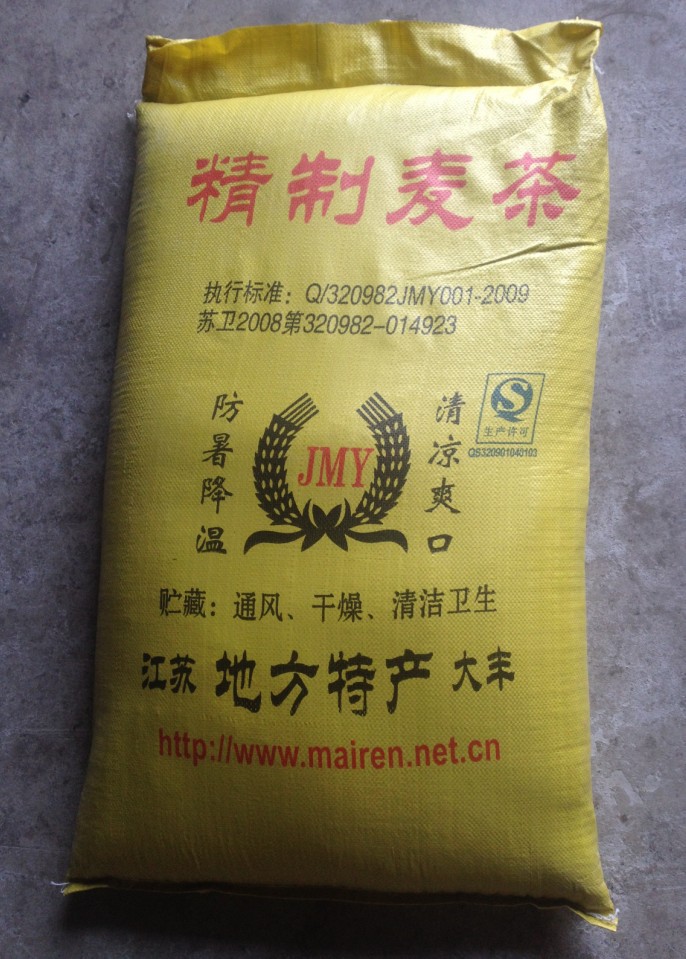 精制麦茶
执行标准：Q/320982JMY001-2009
苏卫2008第320982-014923
防暑降温
JMY
清凉爽口
生产许可
QS320901040103
贮藏：通风、干燥、清洁卫生
江苏 地方特产 大丰
http://www.mairen.net.cn